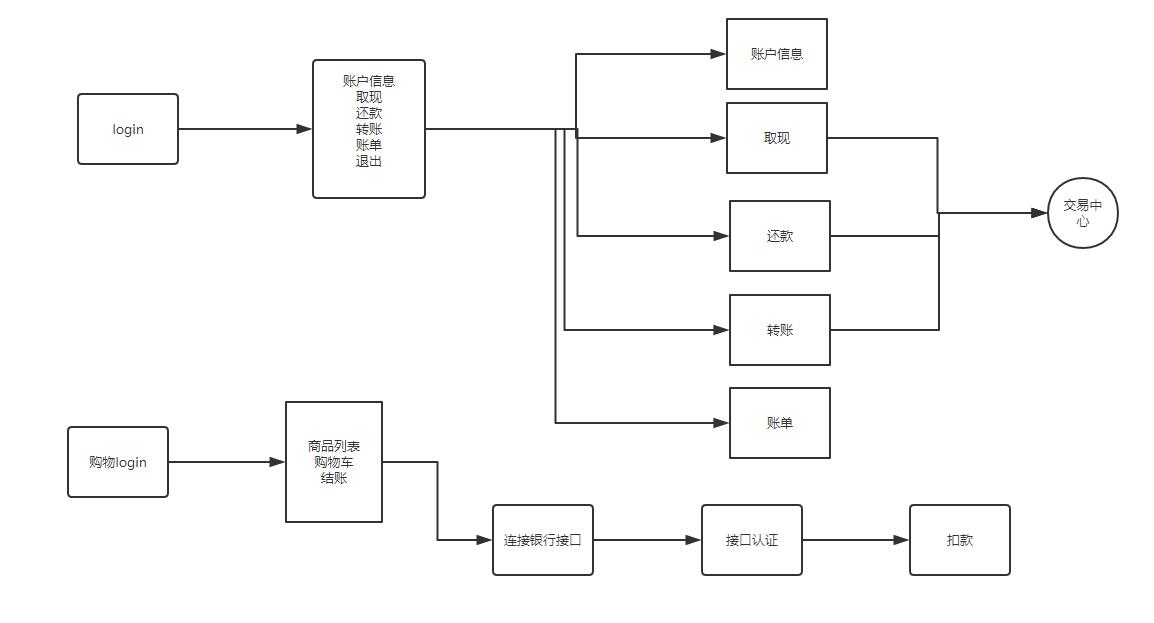 login
账户信息
取现
还款
转账
账单
退出
账户信息
取现
还款
转账
账单
交易中
心
购物login
商品列表
购物车
结账
连接银行接口
接口认证
扣款